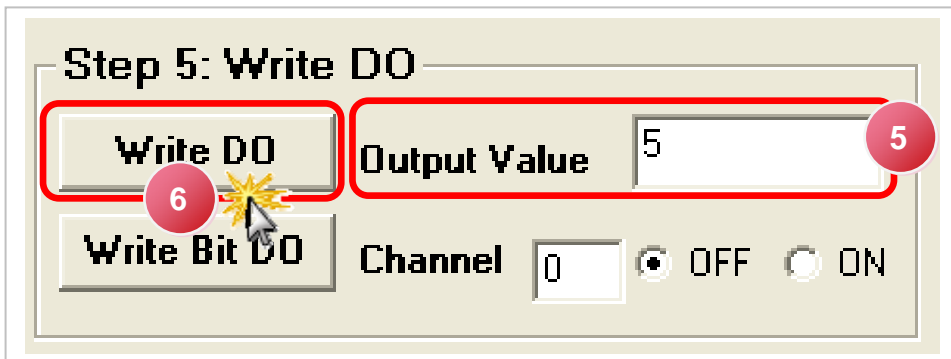 Step 5: Write DO
Write DO Output Value 5 5
6
Write Bit DO Channel 0 OFF ON